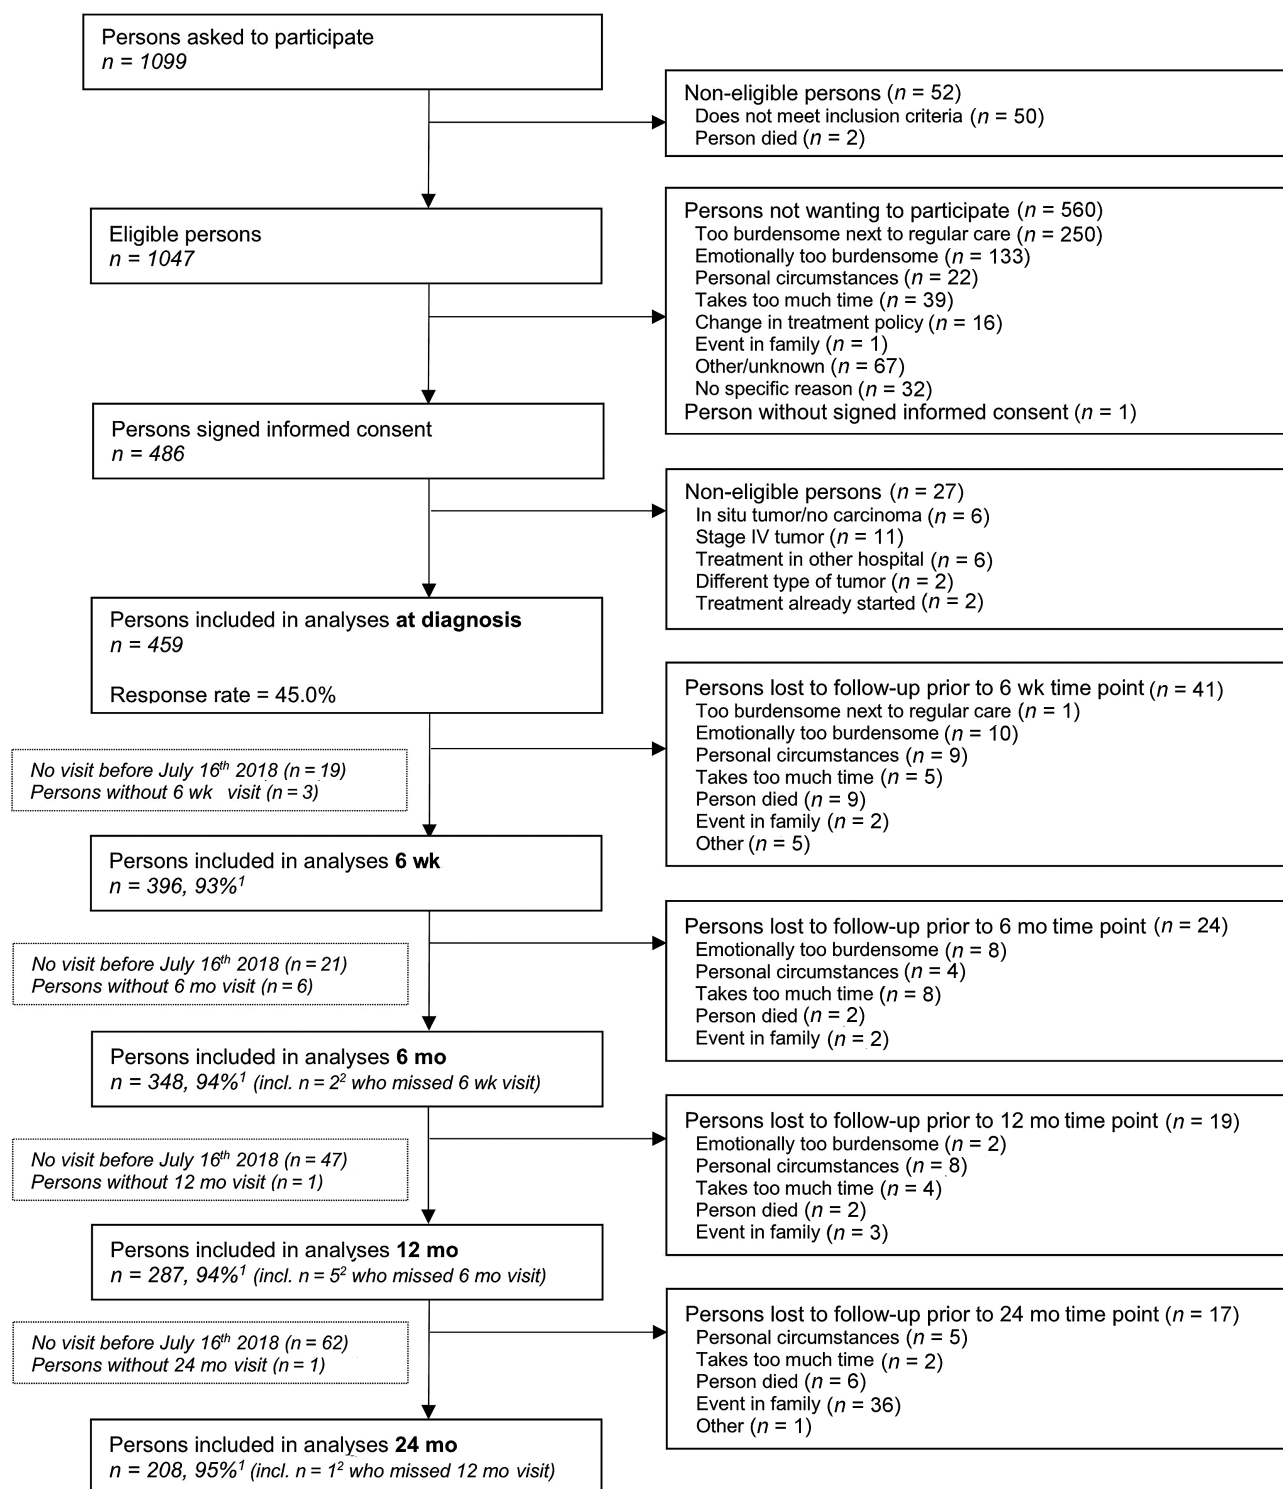 Persons asked to participate
n = 1099
Non-eligible persons (n = 52)
Does not meet inclusion criteria (n = 50)
Person died (n = 2)
Eligible persons
n = 1047
Persons not wanting to participate (n = 560)
Too burdensome next to regular care (n = 250)
Emotionally too burdensome (n = 133)
Personal circumstances (n = 22)
Takes too much time (n = 39)
Change in treatment policy (n = 16)
Event in family (n = 1)
Other/unknown (n = 67)
No specific reason (n = 32)
Person without signed informed consent (n = 1)
Persons signed informed consent
n = 486
Non-eligible persons (n = 27)
In situ tumor/no carcinoma (n = 6)
Stage IV tumor (n = 11)
Treatment in other hospital (n = 6)
Different type of tumor (n = 2)
Treatment already started (n = 2)
Persons included in analyses at diagnosis
n = 459
Response rate = 45.0%
Persons lost to follow-up prior to 6 wk time point (n = 41)
Too burdensome next to regular care (n = 1)
Emotionally too burdensome (n = 10)
Personal circumstances (n = 9)
Takes too much time (n = 5)
Person died (n = 9)
Event in family (n = 2)
Other (n = 5)
No visit before July 16th 2018 (n = 19)
Persons without 6 wk visit (n = 3)
Persons included in analyses 6 wk
n = 396, 93%1
Persons lost to follow-up prior to 6 mo time point (n = 24)
Emotionally too burdensome (n = 8)
Personal circumstances (n = 4)
Takes too much time (n = 8)
Person died (n = 2)
Event in family (n = 2)
No visit before July 16th 2018 (n = 21)
Persons without 6 mo visit (n = 6)
Persons included in analyses 6 mo
n = 348, 94%1 (incl. n = 22 who missed 6 wk visit)
Persons lost to follow-up prior to 12 mo time point (n = 19)
Emotionally too burdensome (n = 2)
Personal circumstances (n = 8)
Takes too much time (n = 4)
Person died (n = 2)
Event in family (n = 3)
No visit before July 16th 2018 (n = 47)
Persons without 12 mo visit (n = 1)
Persons included in analyses 12 mo
n = 287, 94%1 (incl. n = 52 who missed 6 mo visit)
Persons lost to follow-up prior to 24 mo time point (n = 17)
Personal circumstances (n = 5)
Takes too much time (n = 2)
Person died (n = 6)
Event in family (n = 36)
Other (n = 1)
No visit before July 16th 2018 (n = 62)
Persons without 24 mo visit (n = 1)
Persons included in analyses 24 mo
n = 208, 95%1 (incl. n = 12 who missed 12 mo visit)